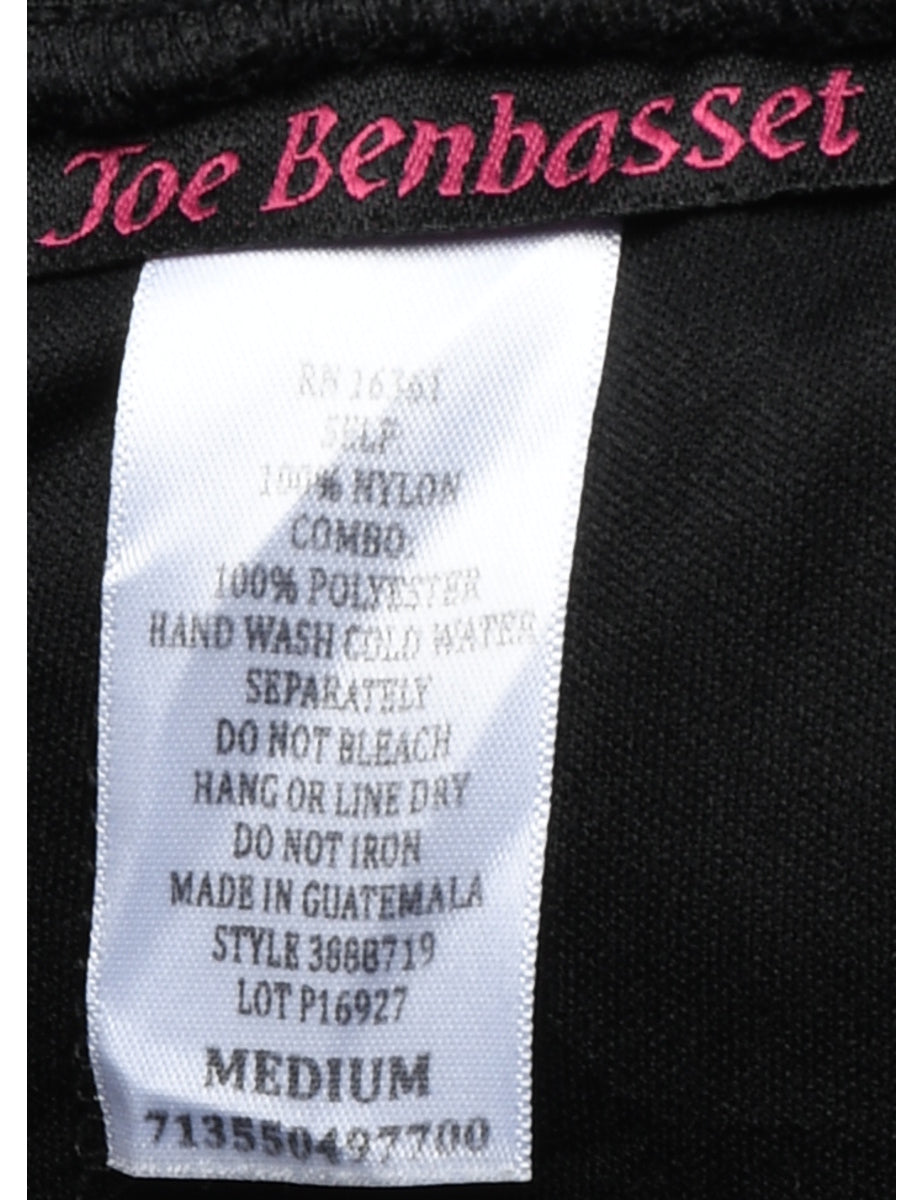 Joe Benbasset
RN 16361
SELF
100% NYLON
COMBO:
100% POLYESTER
HAND WASH COLD WATER
SEPARATELY
DO NOT BLEACH
HANG OR LINE DRY
DO NOT IRON
MADE IN GUATEMALA
STYLE 3888719
LOT P16927
MEDIUM
713550497700